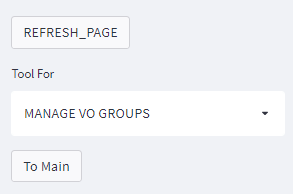 REFRESH_PAGE
Tool For
MANAGE VO GROUPS
To Main